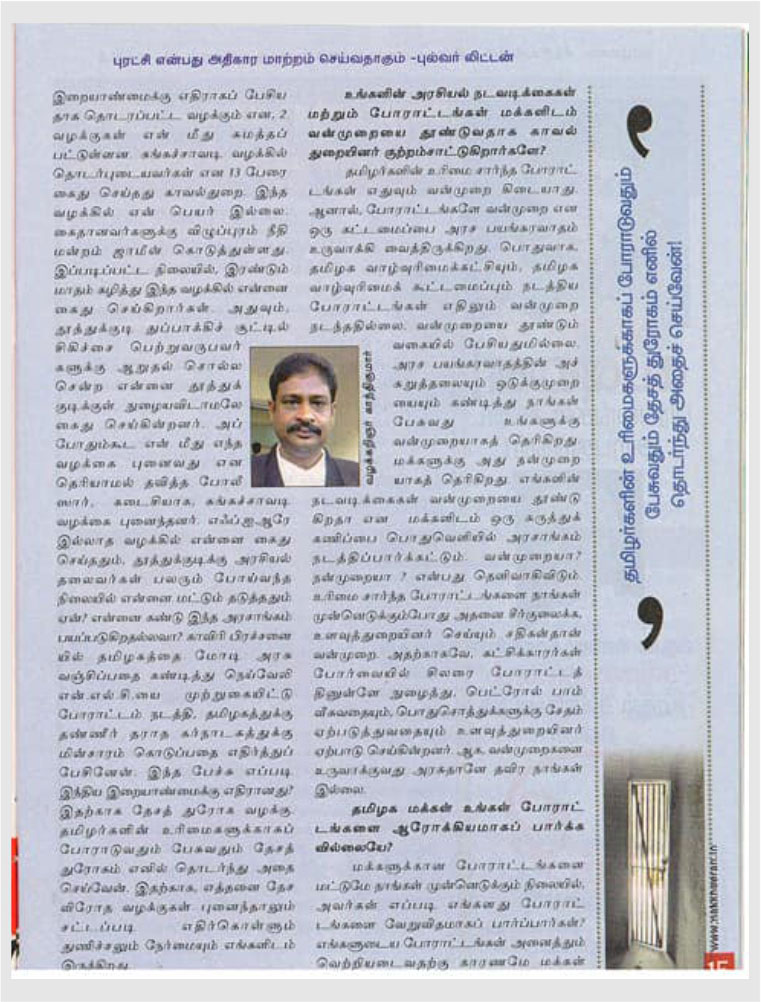 புரட்சி என்பது அதிகார மாற்றம் செய்வதாகும் -புல்வர் லிட்டன்
இறையாண்மைக்கு எதிராகப் பேசிய
தாக தொடரப்பட்ட வழக்கும் என, 2
வழக்குகள் என் மீது சுமத்தப்
பட்டுள்ளன. சுங்கச்சாவடி வழக்கில்
தொடர்புடையவர்கள் என 13 பேரை
கைது செய்தது காவல்துறை. இந்த
வழக்கில் என் பெயர் இல்லை.
கைதானவர்களுக்கு விழுப்புரம் நீதி
மன்றம் ஜாமீன் கொடுத்துள்ளது.
இப்படிப்பட்ட நிலையில், இரண்டும்
மாதம் கழித்து இந்த வழக்கில் என்னை
கைது செய்கிறார்கள். அதுவும்,
தூத்துக்குடி துப்பாக்கிச் சூட்டில்
சிகிச்சை பெற்றுவருபவர்
களுக்கு ஆறுதல் சொல்ல
சென்ற என்னை தூத்துக்
குடிக்குள் நுழையவிடாமலே
கைது செய்கின்றனர். அப்
போதும்கூட என் மீது எந்த
வழக்கை புனைவது என
தெரியாமல் தவித்த போலீ
ஸார், கடைசியாக, சுங்கச்சாவடி
வழக்கை புனைந்தனர். எஃப்.ஐ.ஆரே
இல்லாத வழக்கில் என்னை கைது
செய்ததும், தூத்துக்குடிக்கு அரசியல்
தலைவர்கள் பலரும் போய்வந்த
நிலையில் என்னை மட்டும் தடுத்ததும்
ஏன்? என்னை கண்டு இந்த அரசாங்கம்
பயப்படுகிறதல்லவா? காவிரி பிரச்சனை
யில் தமிழகத்தை மோடி அரசு
வஞ்சிப்பதை கண்டித்து நெய்வேலி
என்.எல்.சி.யை முற்றுகையிட்டு
போராட்டம் நடத்தி, தமிழகத்துக்கு
தண்ணீர் தராத கர்நாடகத்துக்கு
மின்சாரம் கொடுப்பதை எதிர்த்துப்
பேசினேன். இந்த பேச்சு எப்படி
இந்திய இறையாண்மைக்கு எதிரானது?
இதற்காக தேசத் துரோக வழக்கு.
தமிழர்களின் உரிமைகளுக்காகப்
போராடுவதும் பேசுவதும் தேசத்
துரோகம் எனில் தொடர்ந்து அதை
செய்வேன். இதற்காக, எத்தனை தேச
விரோத வழக்குகள் புனைந்தாலும்
சட்டப்படி எதிர்கொள்ளும்
துணிச்சலும் நேர்மையும் எங்களிடம்
இருக்கிறது.
வழக்கறிஞர் காந்திகுமார்
உங்களின் அரசியல் நடவடிக்கைகள்
மற்றும் போராட்டங்கள் மக்களிடம்
வன்முறையை தூண்டுவதாக காவல்
துறையினர் குற்றம்சாட்டுகிறார்களே?
தமிழர்களின் உரிமை சார்ந்த போராட்
டங்கள் எதுவும் வன்முறை கிடையாது.
ஆனால், போராட்டங்களே வன்முறை என
ஒரு கட்டமைப்பை அரச பயங்கரவாதம்
உருவாக்கி வைத்திருக்கிறது. பொதுவாக,
தமிழக வாழ்வுரிமைக்கட்சியும், தமிழக
வாழ்வுரிமைக் கூட்டமைப்பும் நடத்திய
போராட்டங்கள் எதிலும் வன்முறை
நடந்ததில்லை. வன்முறையை தூண்டும்
வகையில் பேசியதுமில்லை.
அரச பயங்கரவாதத்தின் அச்
சுறுத்தலையும் ஒடுக்குமுறை
யையும் கண்டித்து நாங்கள்
பேசுவது உங்களுக்கு
வன்முறையாகத் தெரிகிறது.
மக்களுக்கு அது நன்முறை
யாகத் தெரிகிறது. எங்களின்
நடவடிக்கைகள் வன்முறையை தூண்டு
கிறதா என மக்களிடம் ஒரு கருத்துக்
கணிப்பை பொதுவெளியில் அரசாங்கம்
நடத்திப்பார்க்கட்டும். வன்முறையா?
நன்முறையா ? என்பது தெளிவாகிவிடும்.
உரிமை சார்ந்த போராட்டங்களை நாங்கள்
முன்னெடுக்கும்போது அதனை சீர்குலைக்க,
உளவுத்துறையினர் செய்யும் சதிகள்தான்
வன்முறை. அதற்காகவே, கட்சிக்காரர்கள்
போர்வையில் சிலரை போராட்டத்
தினுள்ளே நுழைத்து, பெட்ரோல் பாம்
வீசுவதையும், பொதுசொத்துக்களுக்கு சேதம்
ஏற்படுத்துவதையும் உளவுத்துறையினர்
ஏற்பாடு செய்கின்றனர். ஆக, வன்முறைகளை
உருவாக்குவது அரசுதானே தவிர நாங்கள்
இல்லை.
தமிழக மக்கள் உங்கள் போராட்
டங்களை ஆரோக்கியமாகப் பார்க்க
வில்லையே?
மக்களுக்கான போராட்டங்களை
மட்டுமே நாங்கள் முன்னெடுக்கும் நிலையில்,
அவர்கள் எப்படி எங்களது போராட்
டங்களை வேறுவிதமாகப் பார்ப்பார்கள்?
எங்களுடைய போராட்டங்கள் அனைத்தும்
வெற்றியடைவதற்கு காரணமே மக்கள்
தமிழர்களின் உரிமைகளுக்காகப் போராடுவதும்
பேசுவதும் தேசத் துரோகம் எனில்
தொடர்ந்து அதைச் செய்வேன்!
www.nakkheeran.in
15